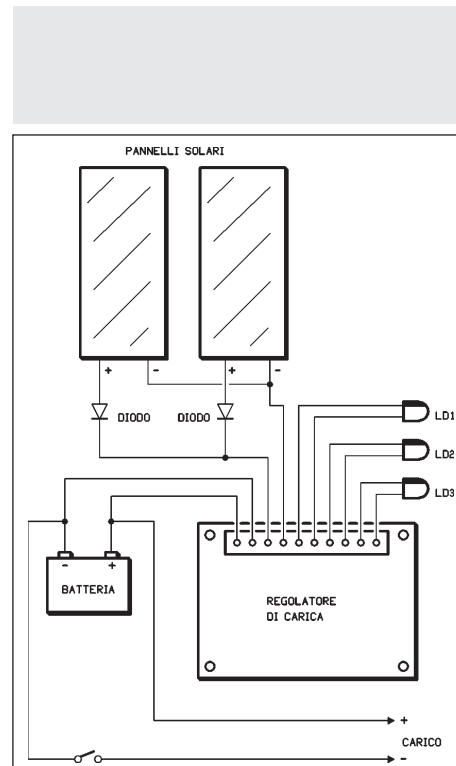 PANNELLI SOLARI
+ - + -
DIODO DIODO
LD1
LD2
LD3
- +
BATTERIA
REGOLATORE
DI CARICA
+
CARICO
-